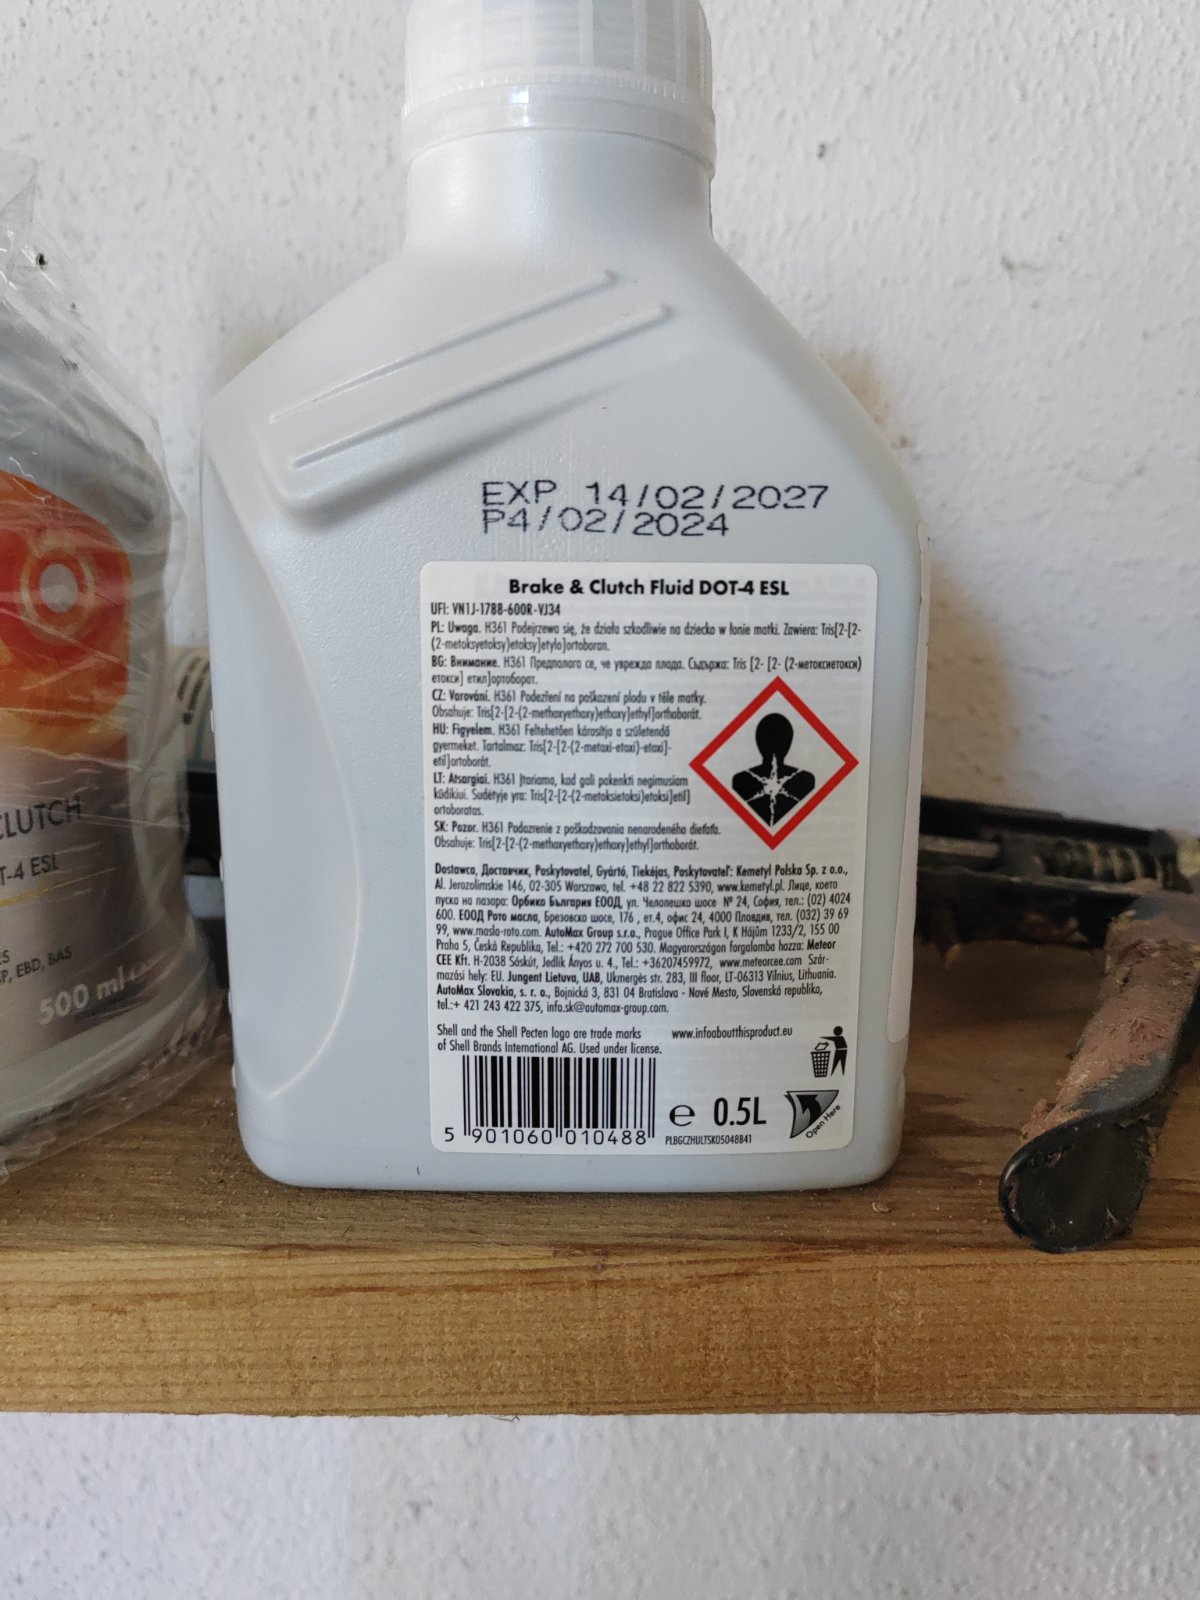 EXP 14/02/2027
P4/02/2024
Brake & Clutch Fluid DOT-4 ESL
UFI: VN1J-1788-600R-VJ34
PL: Uwaga. H361 Podejrzewa się, że działa szkodliwie na dziecko w łonie matki. Zawiera: Tris[2-[2-
(2-metoksyetoksy)etoksy]etylo]ortoboran.
BG: Внимание. H361 Предполага се, че уврежда плода. Съдържа: Tris [2- [2- (2-метоксиетокси)
етокси] етил]ортоборат.
CZ: Varování. H361 Podezření na poškození plodu v těle matky.
Obsahuje: Tris[2-[2-(2-methoxyethoxy)ethoxy]ethyl]orthoborát.
HU: Figyelem. H361 Feltehetően károsítja a születendő
gyermeket. Tartalmaz: Tris[2-[2-(2-metoxi-etoxi)-etoxi]-
etil]ortoborát.
LT: Atsargiai. H361 Įtariama, kad gali pakenkti negimusiam
kūdikiui. Sudėtyje yra: Tris[2-[2-(2-metoksietoksi)etoksi]etil]
ortoboratas.
SK: Pozor. H361 Podozrenie z poškodzovania nenarodeného dieťaťa.
Obsahuje: Tris[2-[2-(2-methoxyethoxy)ethoxy]ethyl]orthoborát.
Dostawca, Доставчик, Poskytovatel, Gyártó, Tiekėjas, Poskytovateľ: Kemetyl Polska Sp. z o.o.,
Al. Jerozolimskie 146, 02-305 Warszawa, tel. +48 22 822 5390, www.kemetyl.pl. Лице, което
пуска на пазара: Орбико България ЕООД, ул. Челопешко шосе № 24, София, тел.: (02) 4024
600. ЕООД Рото масла, Брезовско шосе, 176 , ет.4, офис 24, 4000 Пловдив, тел. (032) 39 69
99, www.masla-roto.com. AutoMax Group s.r.o., Prague Office Park I, K Hájům 1233/2, 155 00
Praha 5, Česká Republika, Tel.: +420 272 700 530. Magyarországon forgalomba hozza: Meteor
CEE Kft. H-2038 Sóskút, Jedlik Ányos u. 4., Tel.: +36207459972, www.meteorcee.com Szár-
mazási hely: EU. Jungent Lietuva, UAB, Ukmergės str. 283, III floor, LT-06313 Vilnius, Lithuania.
AutoMax Slovakia, s. r. o., Bojnická 3, 831 04 Bratislava - Nové Mesto, Slovenská republika,
tel.:+ 421 243 422 375, info.sk@automax-group.com.
Shell and the Shell Pecten logo are trade marks
of Shell Brands International AG. Used under license.
www.infoaboutthisproduct.eu
5 901060 010488
e 0.5L
Open Here
PLBGCZHULTSK05048B41
CLUTCH
T-4 ESL
RS
P, EBD, BAS
500 ml e